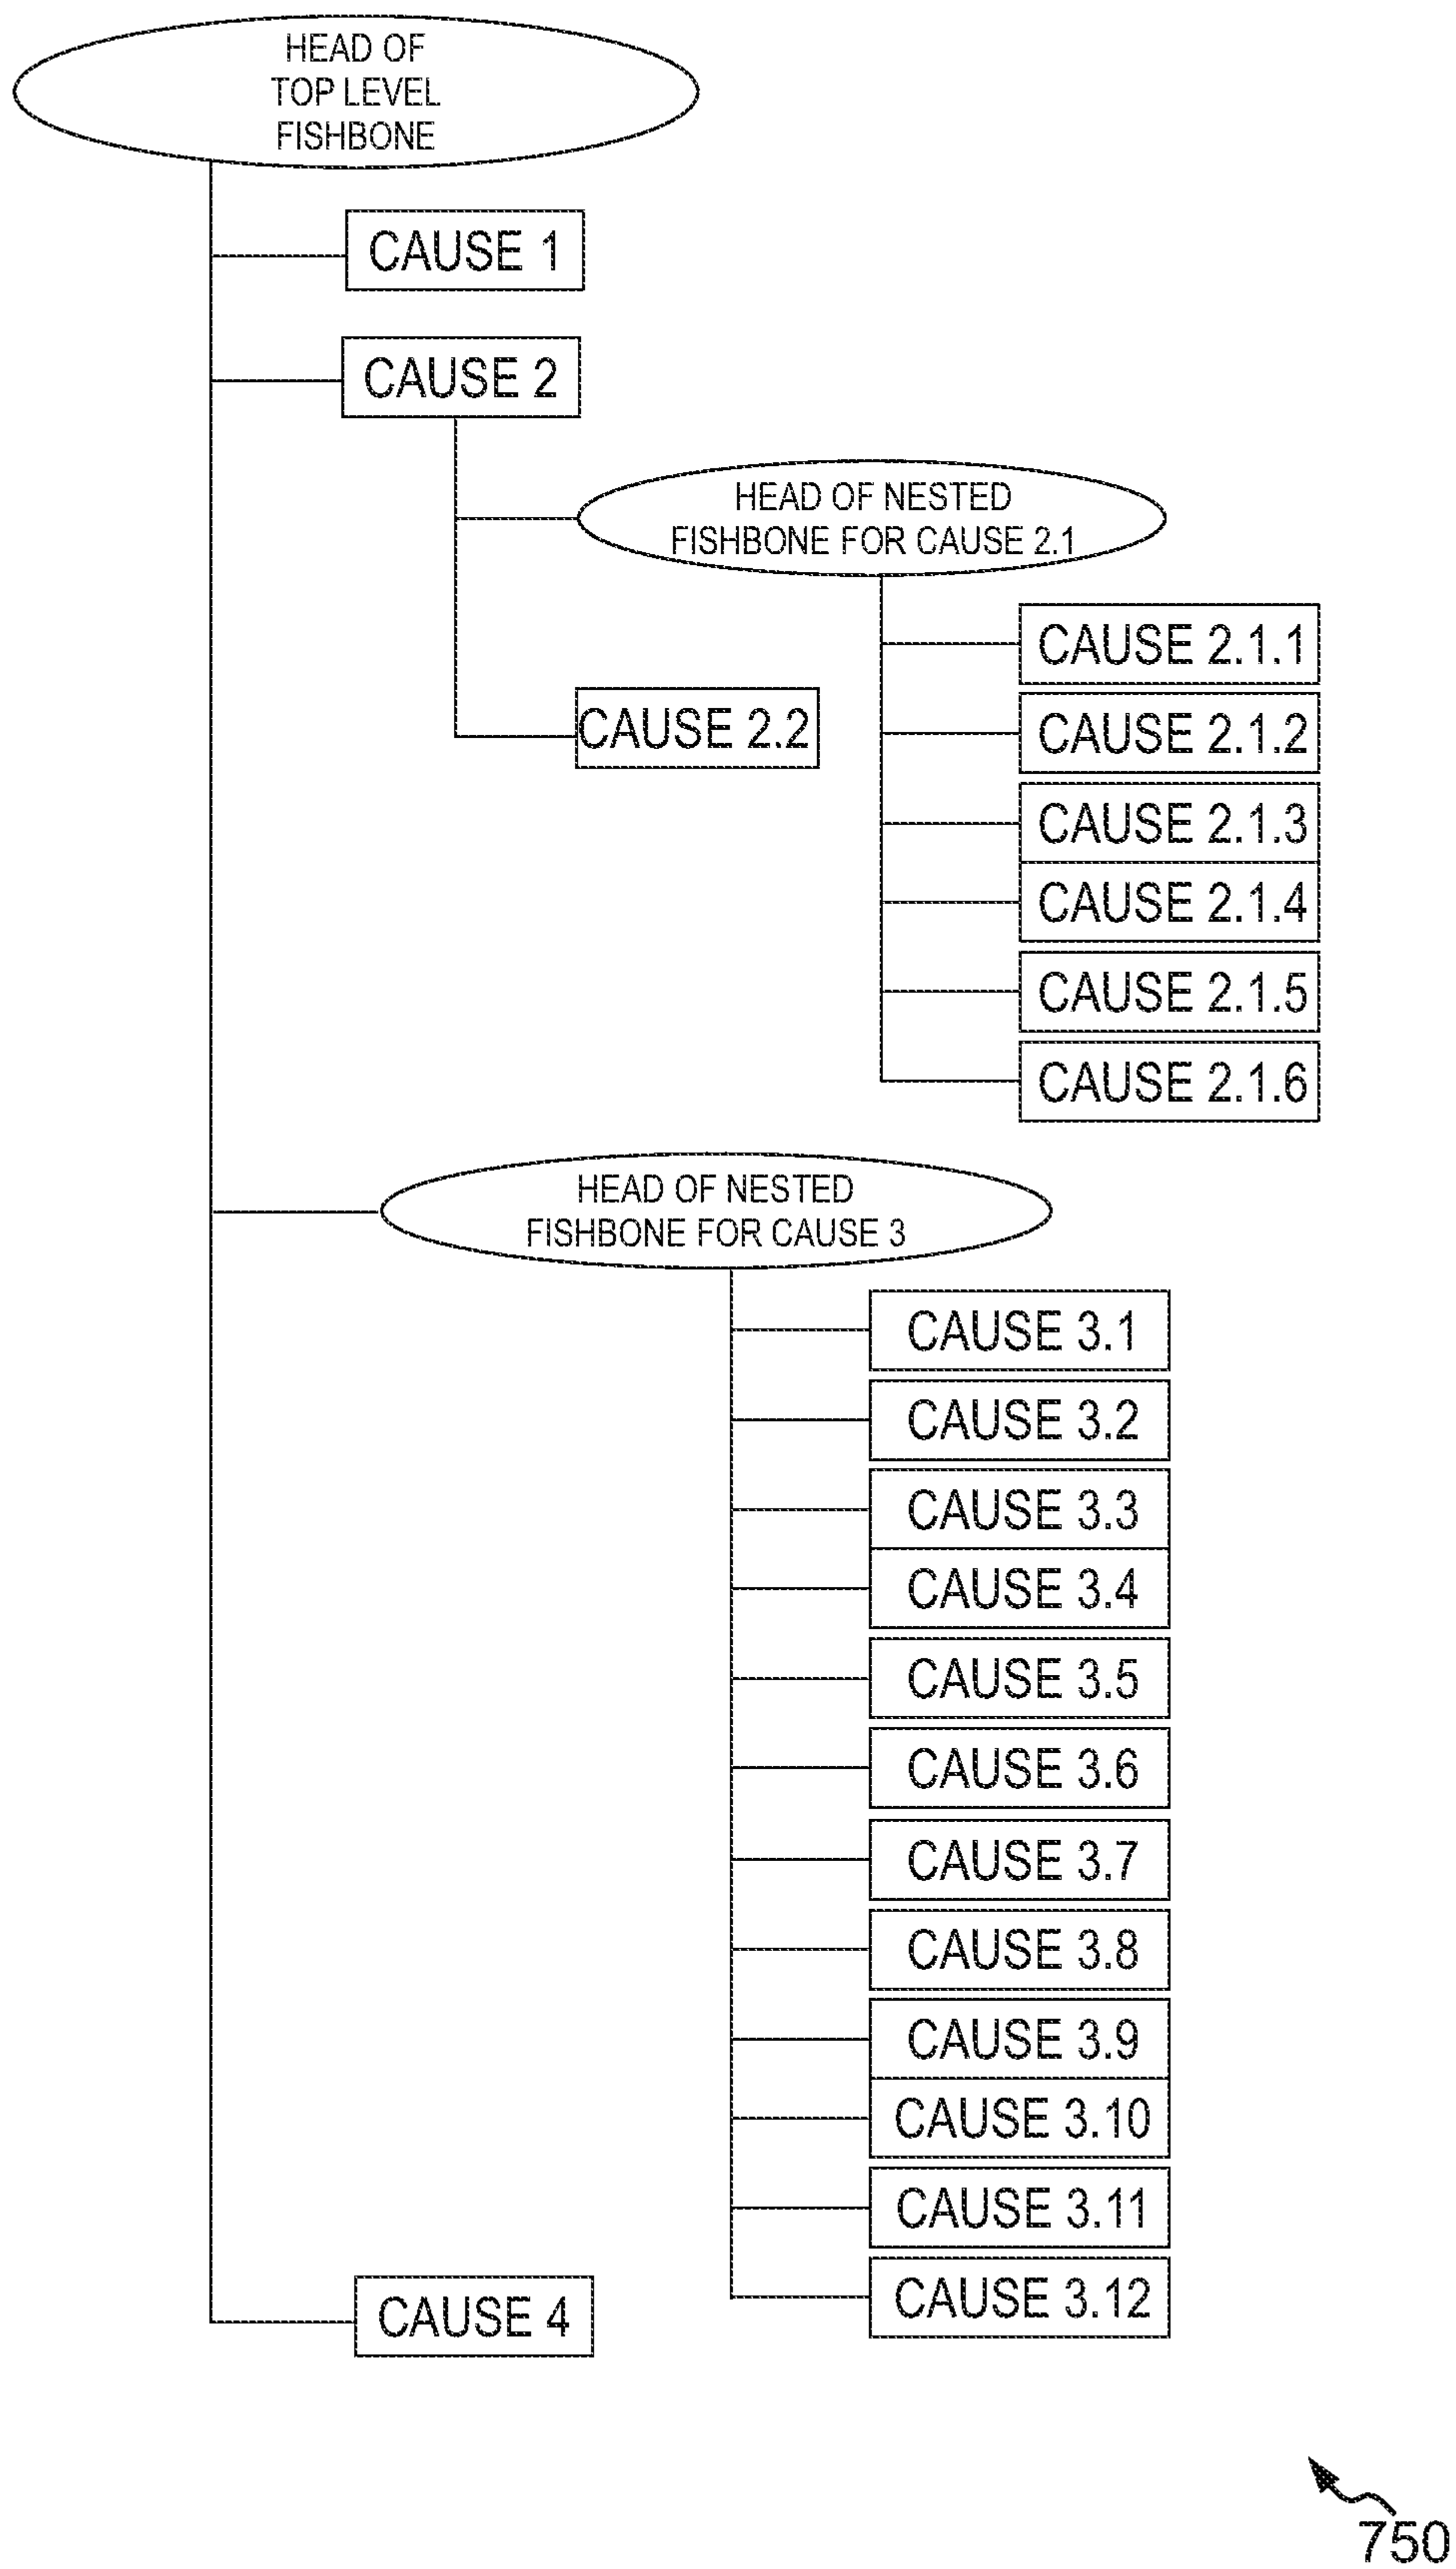 HEAD OF
TOP LEVEL
FISHBONE
CAUSE 1
CAUSE 2
HEAD OF NESTED
FISHBONE FOR CAUSE 2.1
CAUSE 2.1.1
CAUSE 2.2
CAUSE 2.1.2
CAUSE 2.1.3
CAUSE 2.1.4
CAUSE 2.1.5
CAUSE 2.1.6
HEAD OF NESTED
FISHBONE FOR CAUSE 3
CAUSE 3.1
CAUSE 3.2
CAUSE 3.3
CAUSE 3.4
CAUSE 3.5
CAUSE 3.6
CAUSE 3.7
CAUSE 3.8
CAUSE 3.9
CAUSE 3.10
CAUSE 3.11
CAUSE 3.12
CAUSE 4
750